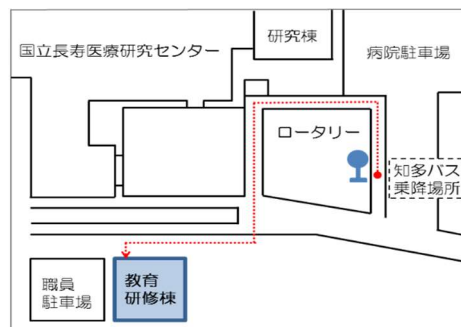 研究棟
国立長寿医療研究センター
病院駐車場
ロータリー
知多バス
乗降場所
職員
駐車場
教育
研修棟